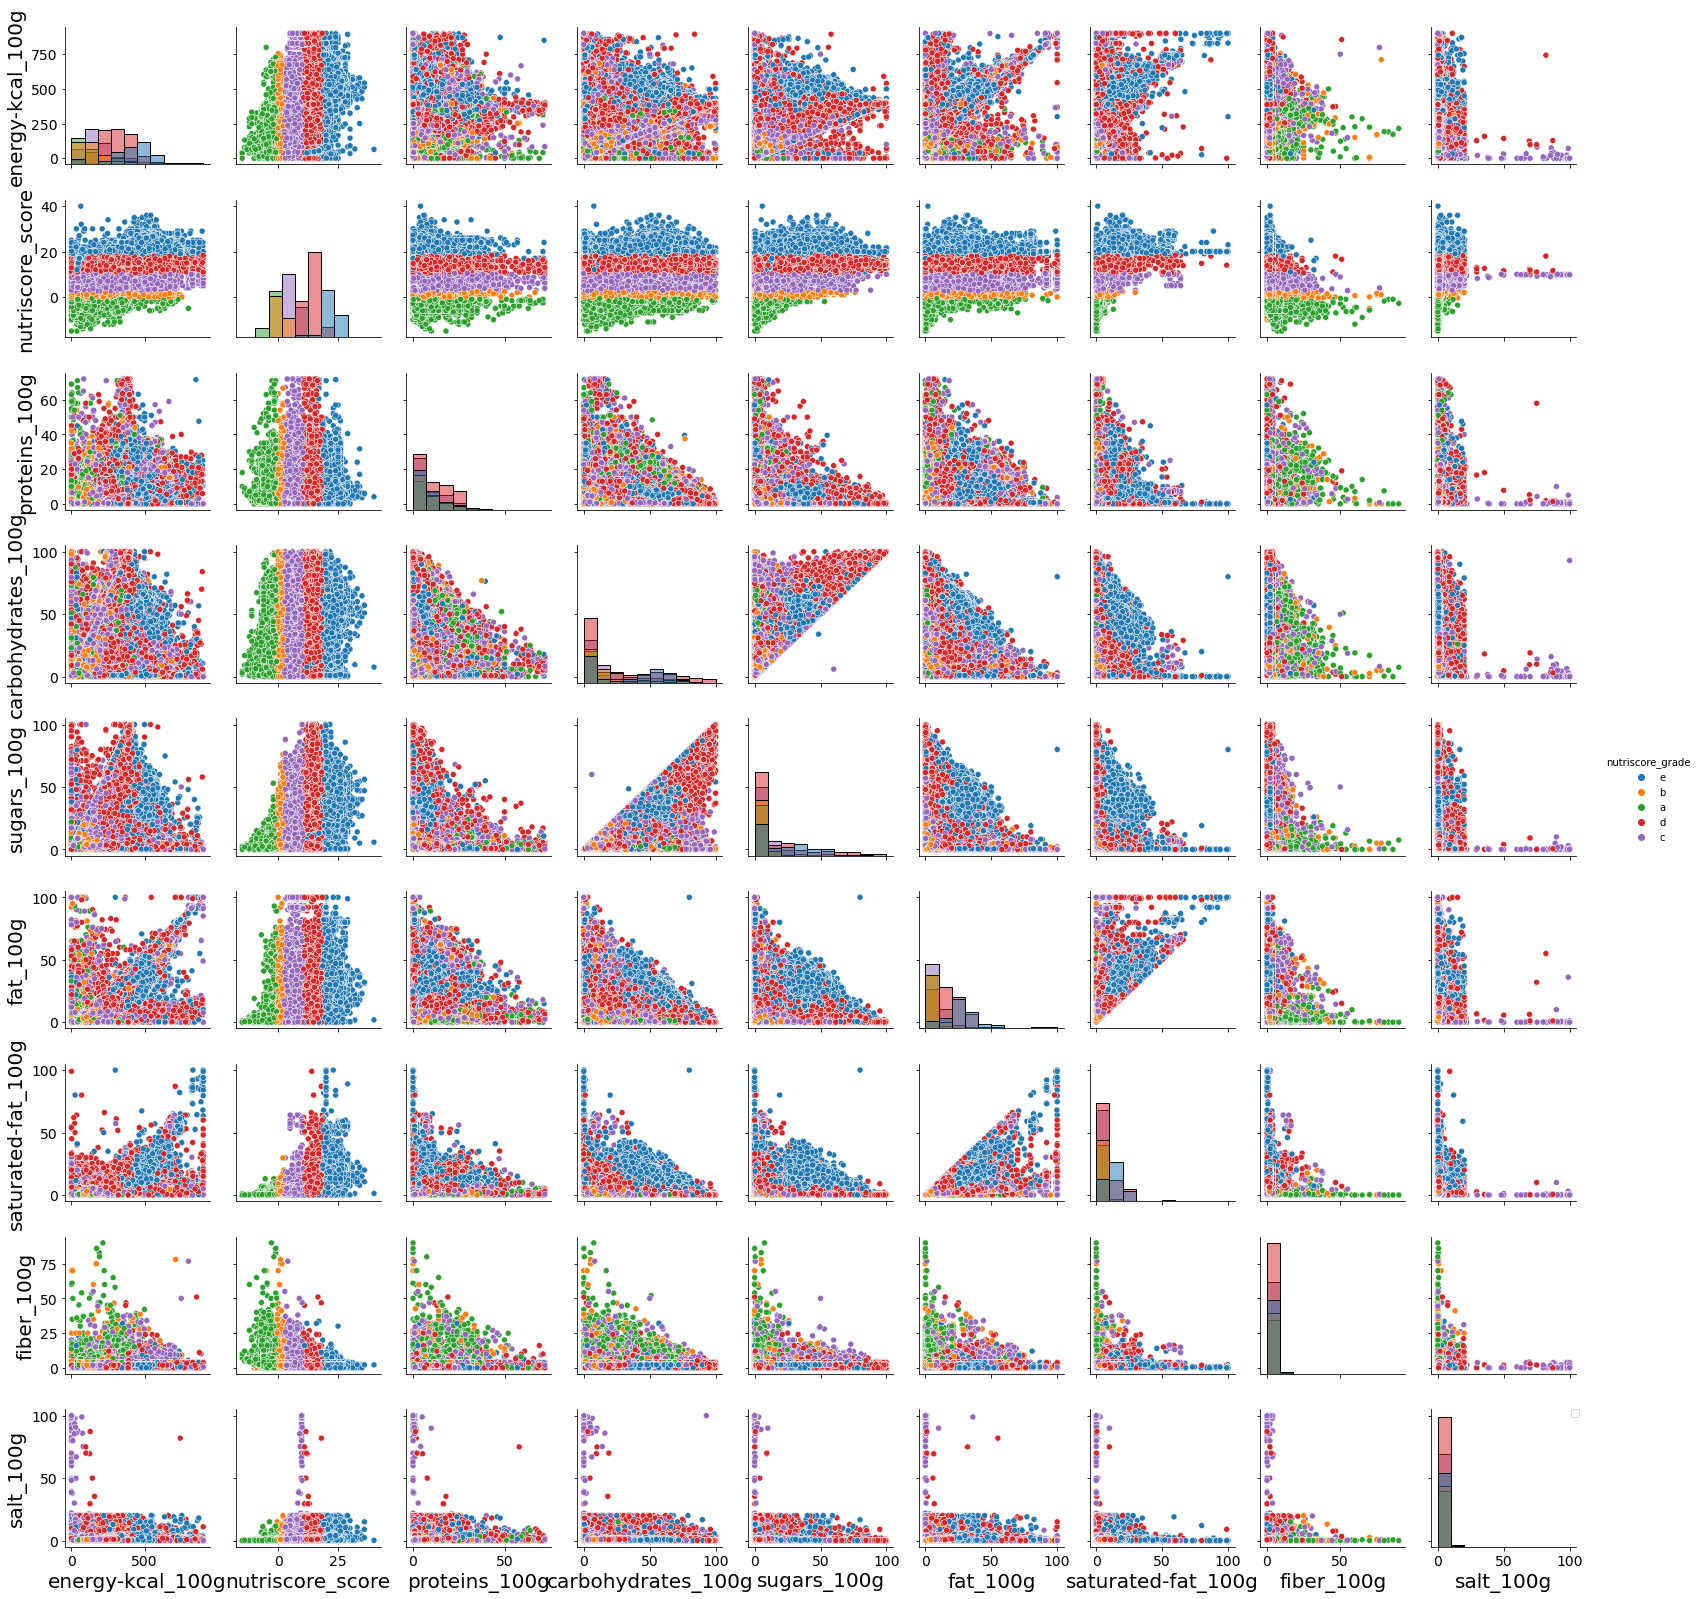 energy-kcal_100g
750
500
250
0
nutriscore_score
40
20
0
proteins_100g
60
40
20
0
carbohydrates_100g
100
50
0
sugars_100g
100
50
0
nutriscore_grade
e
b
a
d
c
fat_100g
100
50
0
saturated-fat_100g
100
50
0
fiber_100g
75
50
25
0
salt_100g
100
50
0
0 500 0 25 0 50 0 50 100 0 50 100 0 50 100 0 50 100 0 50 0 50 100
energy-kcal_100g nutriscore_score proteins_100g carbohydrates_100g sugars_100g fat_100g saturated-fat_100g fiber_100g salt_100g